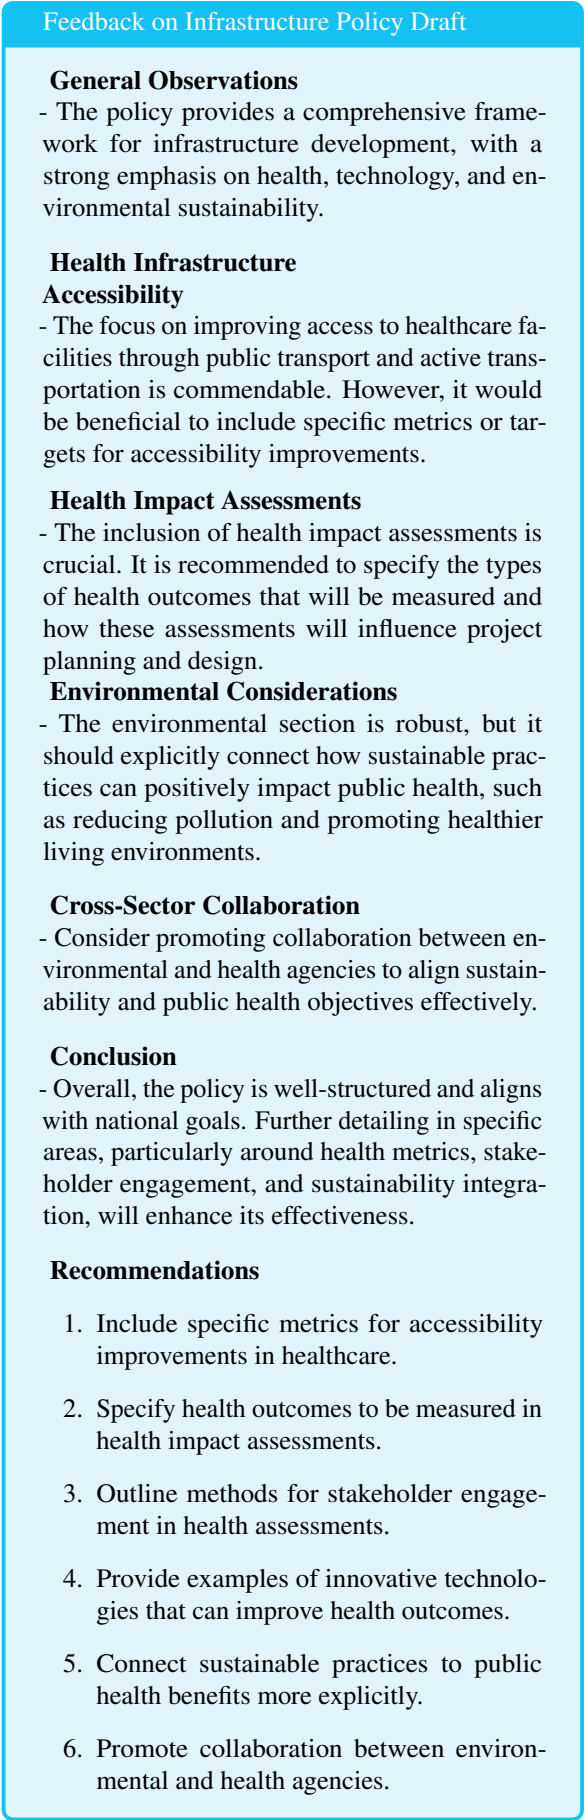 Feedback on Infrastructure Policy Draft
General Observations
- The policy provides a comprehensive frame-
work for infrastructure development, with a
strong emphasis on health, technology, and en-
vironmental sustainability.
Health Infrastructure
Accessibility
- The focus on improving access to healthcare fa-
cilities through public transport and active trans-
portation is commendable. However, it would
be beneficial to include specific metrics or tar-
gets for accessibility improvements.
Health Impact Assessments
- The inclusion of health impact assessments is
crucial. It is recommended to specify the types
of health outcomes that will be measured and
how these assessments will influence project
planning and design.
Environmental Considerations
- The environmental section is robust, but it
should explicitly connect how sustainable prac-
tices can positively impact public health, such
as reducing pollution and promoting healthier
living environments.
Cross-Sector Collaboration
- Consider promoting collaboration between en-
vironmental and health agencies to align sustain-
ability and public health objectives effectively.
Conclusion
- Overall, the policy is well-structured and aligns
with national goals. Further detailing in specific
areas, particularly around health metrics, stake-
holder engagement, and sustainability integra-
tion, will enhance its effectiveness.
Recommendations
1. Include specific metrics for accessibility
improvements in healthcare.
2. Specify health outcomes to be measured in
health impact assessments.
3. Outline methods for stakeholder engage-
ment in health assessments.
4. Provide examples of innovative technolo-
gies that can improve health outcomes.
5. Connect sustainable practices to public
health benefits more explicitly.
6. Promote collaboration between environ-
mental and health agencies.